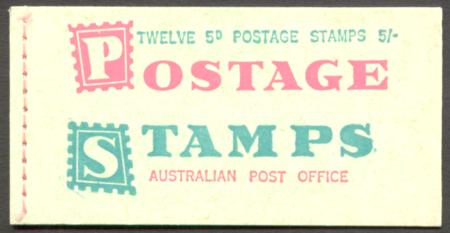 TWELVE 5D POSTAGE STAMPS 5/-
POSTAGE
STAMPS
AUSTRALIAN POST OFFICE